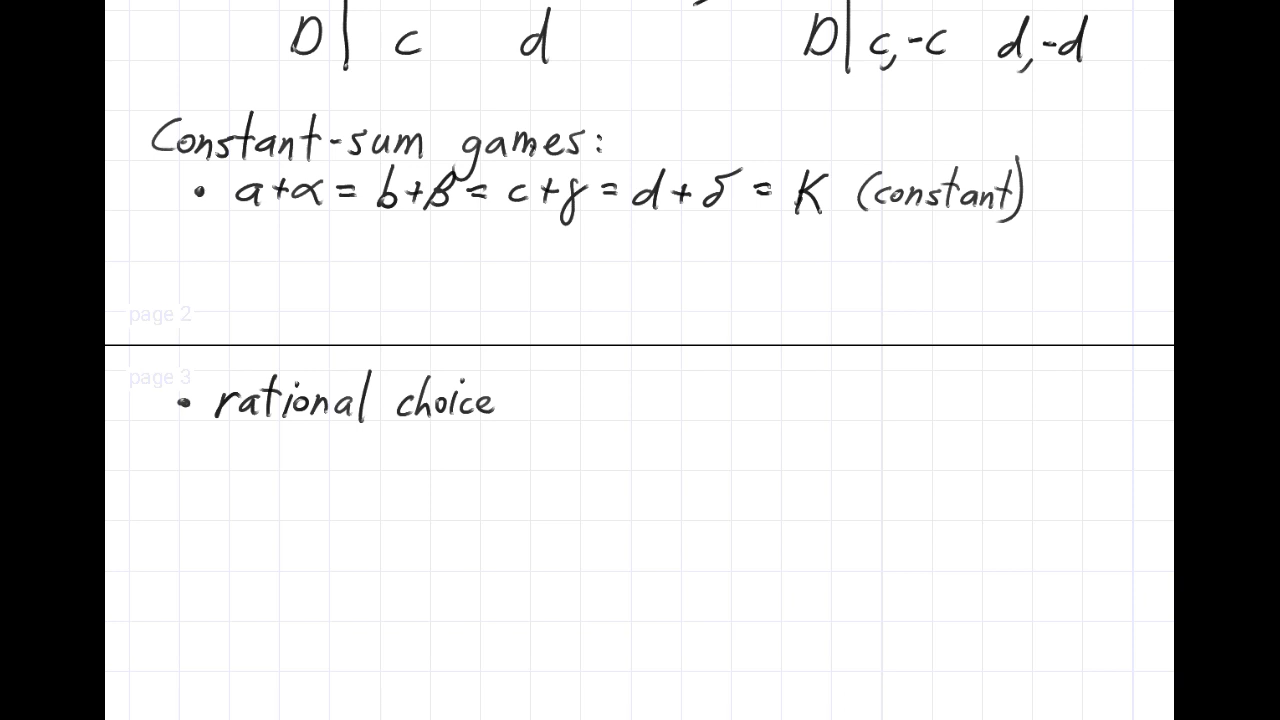 D | c d D | c, -c d, -d
Constant-sum games:
• a+α = b+β = c+γ = d+δ = K (constant)
page 2
page 3
• rational choice